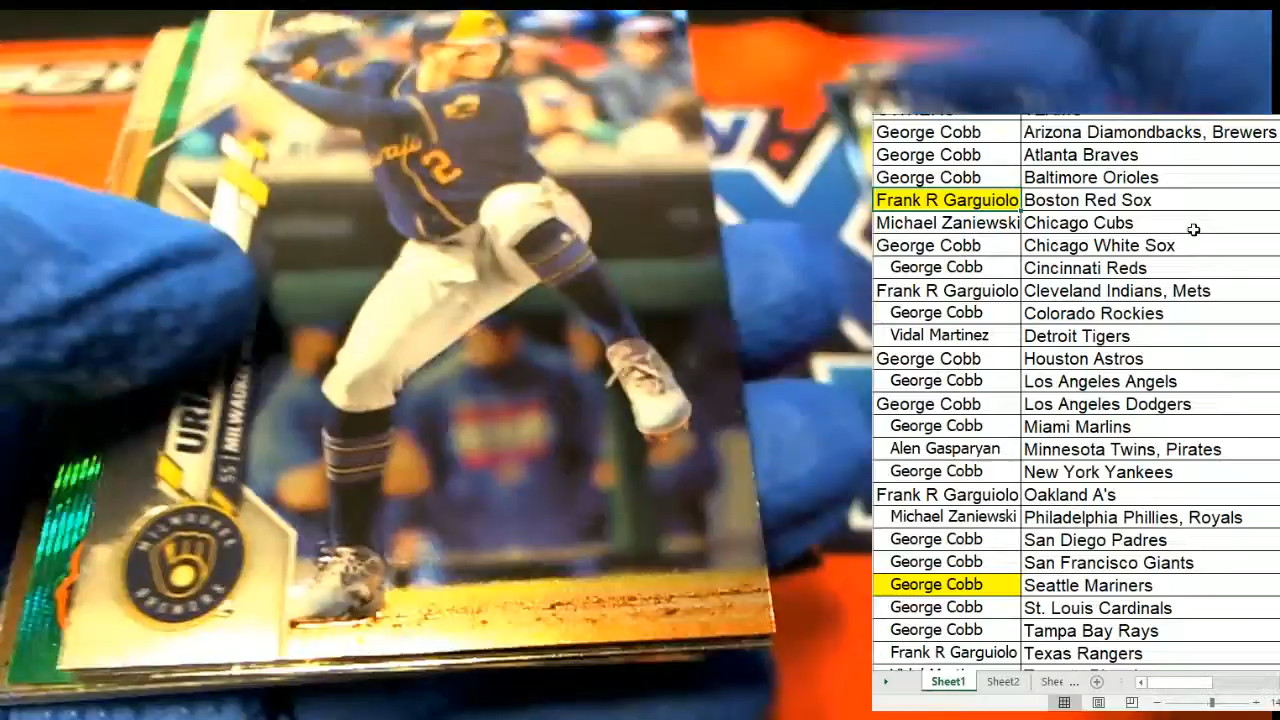 George Cobb Arizona Diamondbacks, Brewers
George Cobb Atlanta Braves
George Cobb Baltimore Orioles
Frank R Garguiolo Boston Red Sox
Michael Zaniewski Chicago Cubs
George Cobb Chicago White Sox
George Cobb Cincinnati Reds
Frank R Garguiolo Cleveland Indians, Mets
George Cobb Colorado Rockies
Vidal Martinez Detroit Tigers
George Cobb Houston Astros
George Cobb Los Angeles Angels
George Cobb Los Angeles Dodgers
George Cobb Miami Marlins
Alen Gasparyan Minnesota Twins, Pirates
George Cobb New York Yankees
Frank R Garguiolo Oakland A's
Michael Zaniewski Philadelphia Phillies, Royals
George Cobb San Diego Padres
George Cobb San Francisco Giants
George Cobb Seattle Mariners
George Cobb St. Louis Cardinals
George Cobb Tampa Bay Rays
Frank R Garguiolo Texas Rangers
Sheet1 Sheet2 Shee ...
2
MILWAUKEE
BREWERS